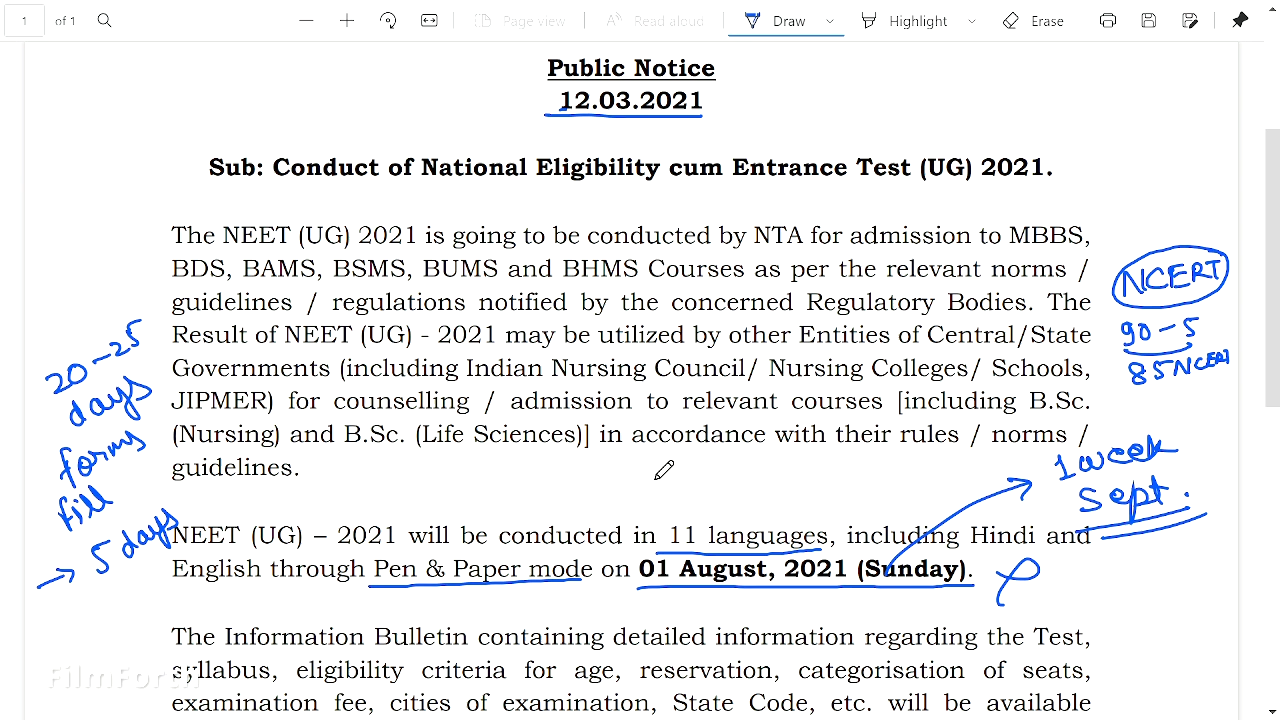 1 of 1 Page view Read aloud Draw Highlight Erase
Public Notice
12.03.2021
Sub: Conduct of National Eligibility cum Entrance Test (UG) 2021.
The NEET (UG) 2021 is going to be conducted by NTA for admission to MBBS,
BDS, BAMS, BSMS, BUMS and BHMS Courses as per the relevant norms /
guidelines / regulations notified by the concerned Regulatory Bodies. The
Result of NEET (UG) - 2021 may be utilized by other Entities of Central/State
Governments (including Indian Nursing Council/ Nursing Colleges/ Schools,
JIPMER) for counselling / admission to relevant courses [including B.Sc.
(Nursing) and B.Sc. (Life Sciences)] in accordance with their rules / norms /
guidelines.
NEET (UG) – 2021 will be conducted in 11 languages, including Hindi and
English through Pen & Paper mode on 01 August, 2021 (Sunday).
The Information Bulletin containing detailed information regarding the Test,
syllabus, eligibility criteria for age, reservation, categorisation of seats,
examination fee, cities of examination, State Code, etc. will be available
20-25
days
forms
fill
→ 5 days
NCERT
90-5
85 NCERT
1 week
Sept.
FilmForth